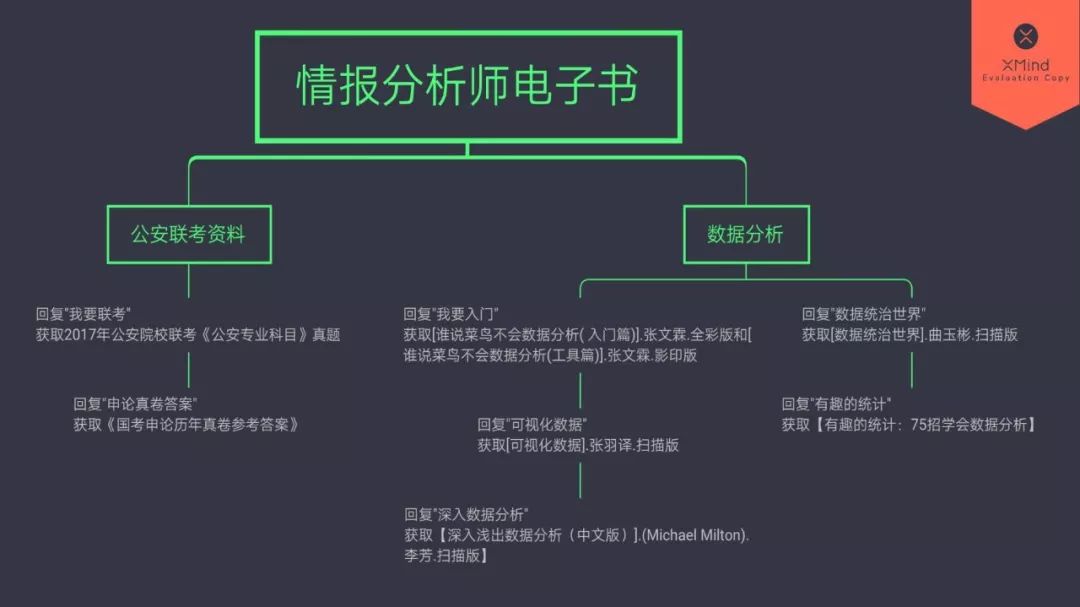 情报分析师电子书
XMind
Evaluation Copy
公安联考资料
回复"我要联考"
获取2017年公安院校联考《公安专业科目》真题
回复"申论真卷答案"
获取《国考申论历年真卷参考答案》
数据分析
回复"我要入门"
获取[谁说菜鸟不会数据分析( 入门篇)].张文霖.全彩版和[
谁说菜鸟不会数据分析(工具篇)].张文霖.影印版
回复"可视化数据"
获取[可视化数据].张羽译.扫描版
回复"深入数据分析"
获取【深入浅出数据分析（中文版）].(Michael Milton).
李芳.扫描版】
回复"数据统治世界"
获取[数据统治世界].曲玉彬.扫描版
回复"有趣的统计"
获取【有趣的统计：75招学会数据分析】